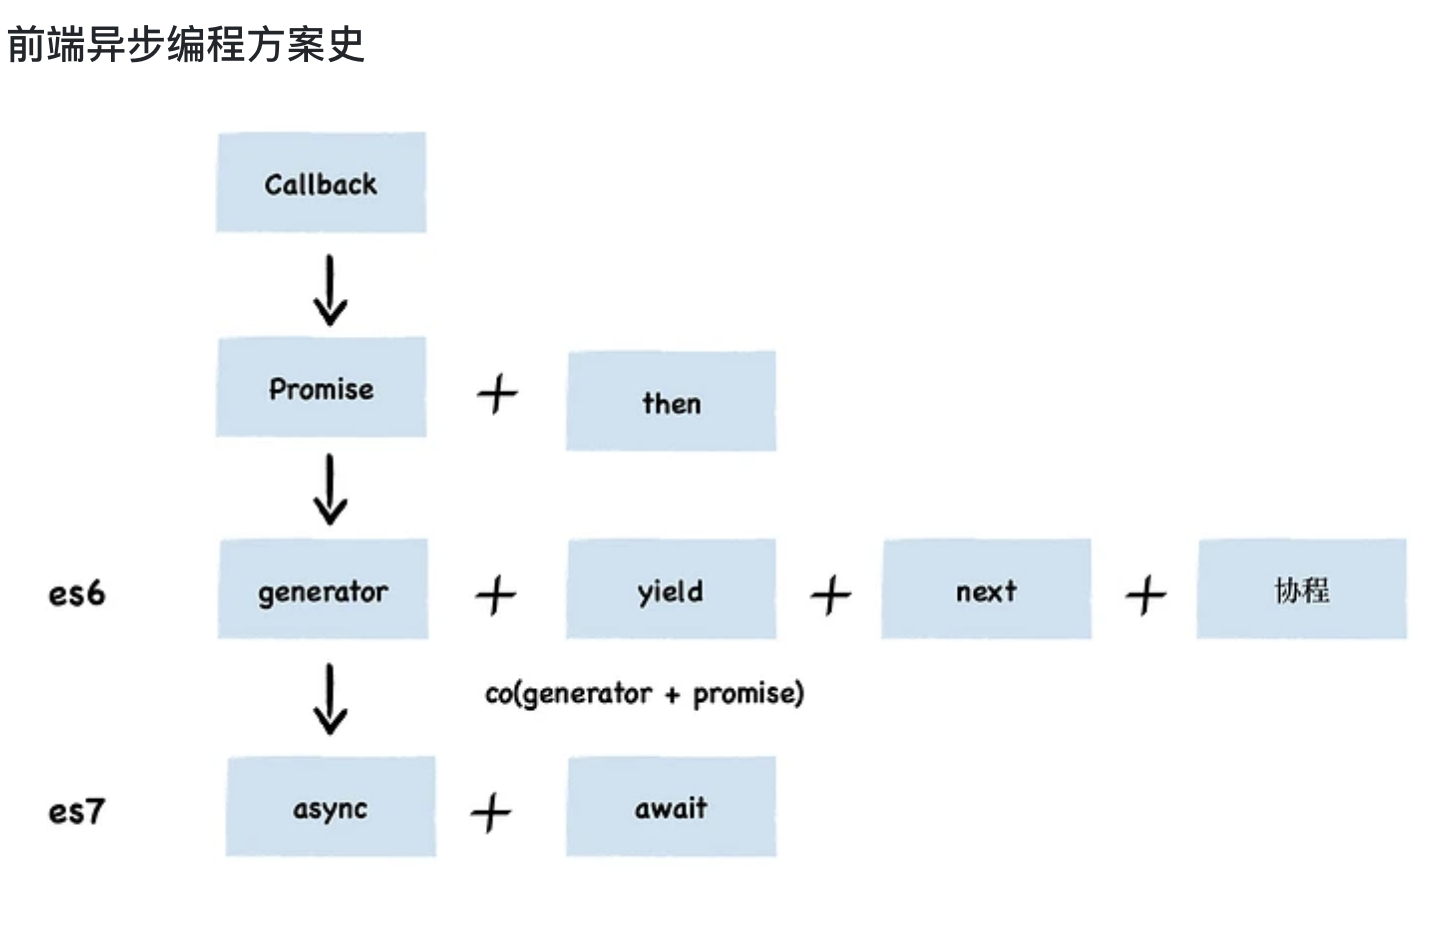 前端异步编程方案史
Callback
Promise + then
es6 generator + yield + next + 协程
co(generator + promise)
es7 async + await